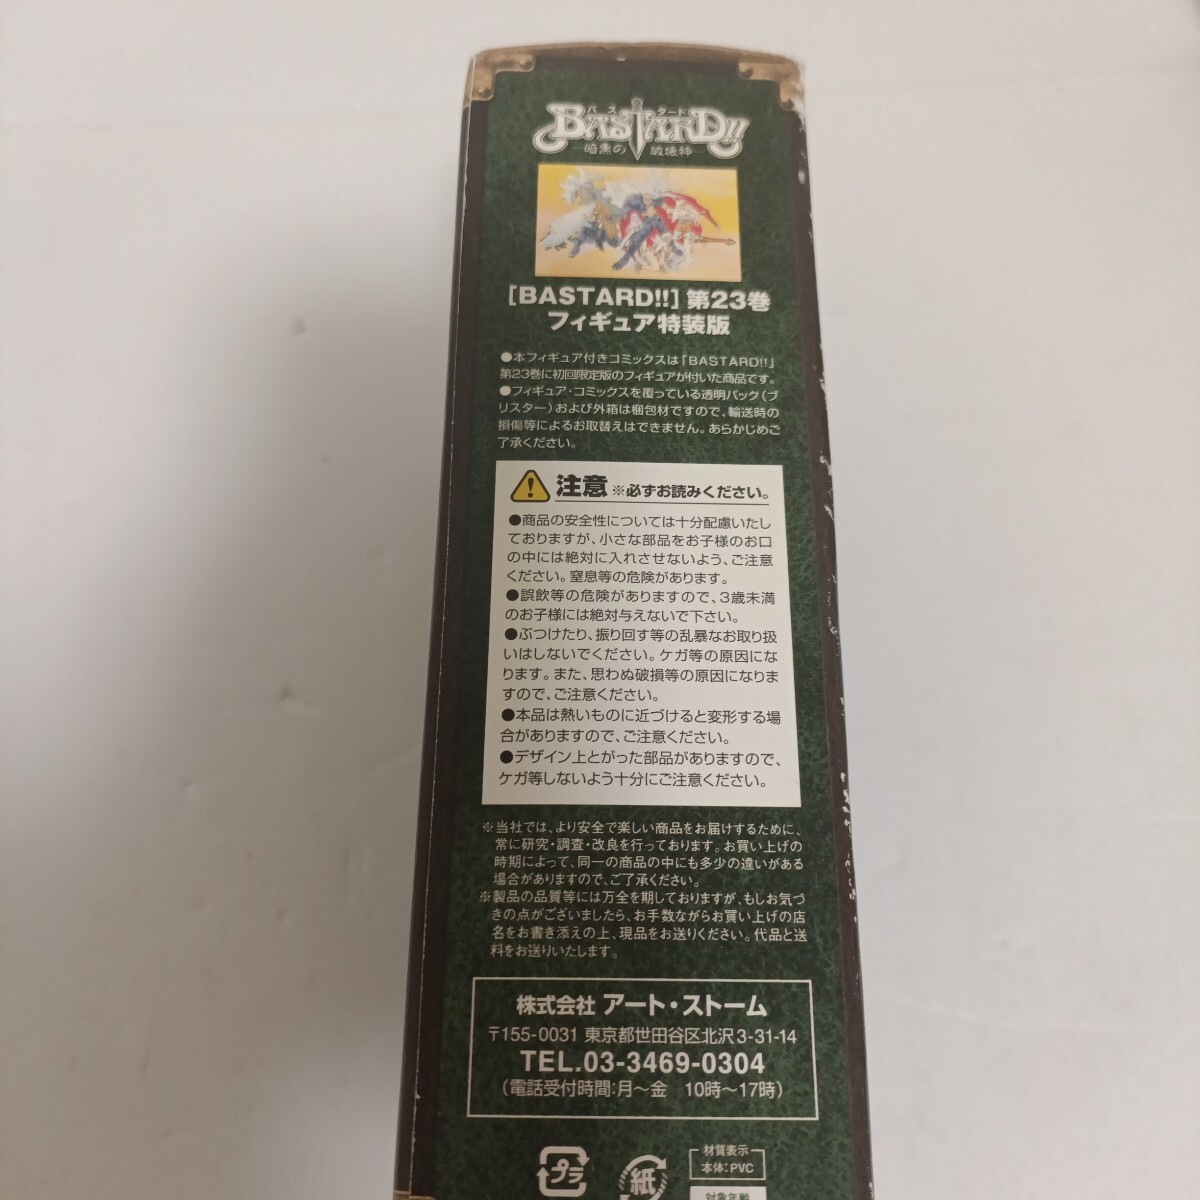 バスタード
BASTARD!!
暗黒の破壊神
[BASTARD!!] 第23巻
フィギュア特装版
●本フィギュア付きコミックスは「BASTARD!!」
第23巻に初回限定版のフィギュアが付いた商品です。
●フィギュア・コミックスを覆っている透明パック(ブ
リスター)および外箱は梱包材ですので、輸送時の
損傷等によるお取替えはできません。あらかじめご
了承ください。
注意 ※必ずお読みください。
●商品の安全性については十分配慮いたし
ておりますが、小さな部品をお子様のお口
の中には絶対に入れさせないよう、ご注意
ください。窒息等の危険があります。
●誤飲等の危険がありますので、3歳未満
のお子様には絶対与えないで下さい。
●ぶつけたり、振り回す等の乱暴なお取り扱
いはしないでください。ケガ等の原因にな
ります。また、思わぬ破損等の原因になりま
すので、ご注意ください。
●本品は熱いものに近づけると変形する場
合がありますので、ご注意ください。
●デザイン上とがった部品がありますので、
ケガ等しないよう十分にご注意ください。
※当社では、より安全で楽しい商品をお届けするために、
常に研究・調査・改良を行っております。お買い上げの
時期によって、同一の商品の中にも多少の違いがある
場合がありますので、ご了承ください。
※製品の品質等には万全を期しておりますが、もしお気づ
きの点がございましたら、お手数ながらお買い上げの店
名をお書き添えの上、現品をお送りください。代品と送
料をお送りいたします。
株式会社 アート・ストーム
〒155-0031 東京都世田谷区北沢3-31-14
TEL.03-3469-0304
(電話受付時間:月〜金 10時〜17時)
プラ
紙
材質表示
本体:PVC
対象年齢